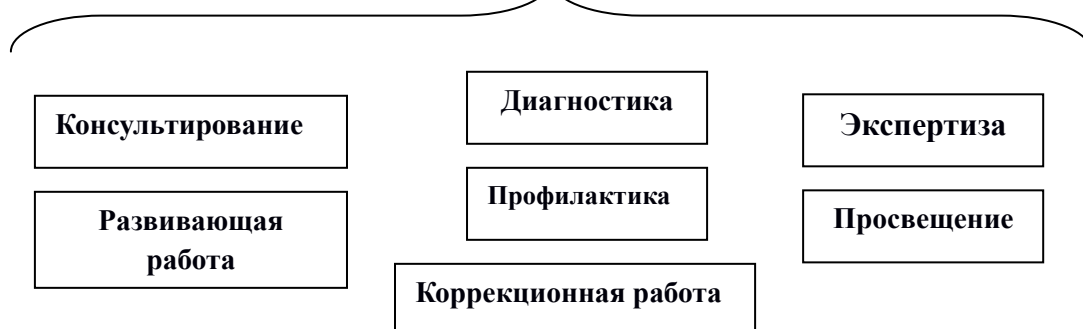 Консультирование
Диагностика
Экспертиза
Развивающая
работа
Профилактика
Просвещение
Коррекционная работа